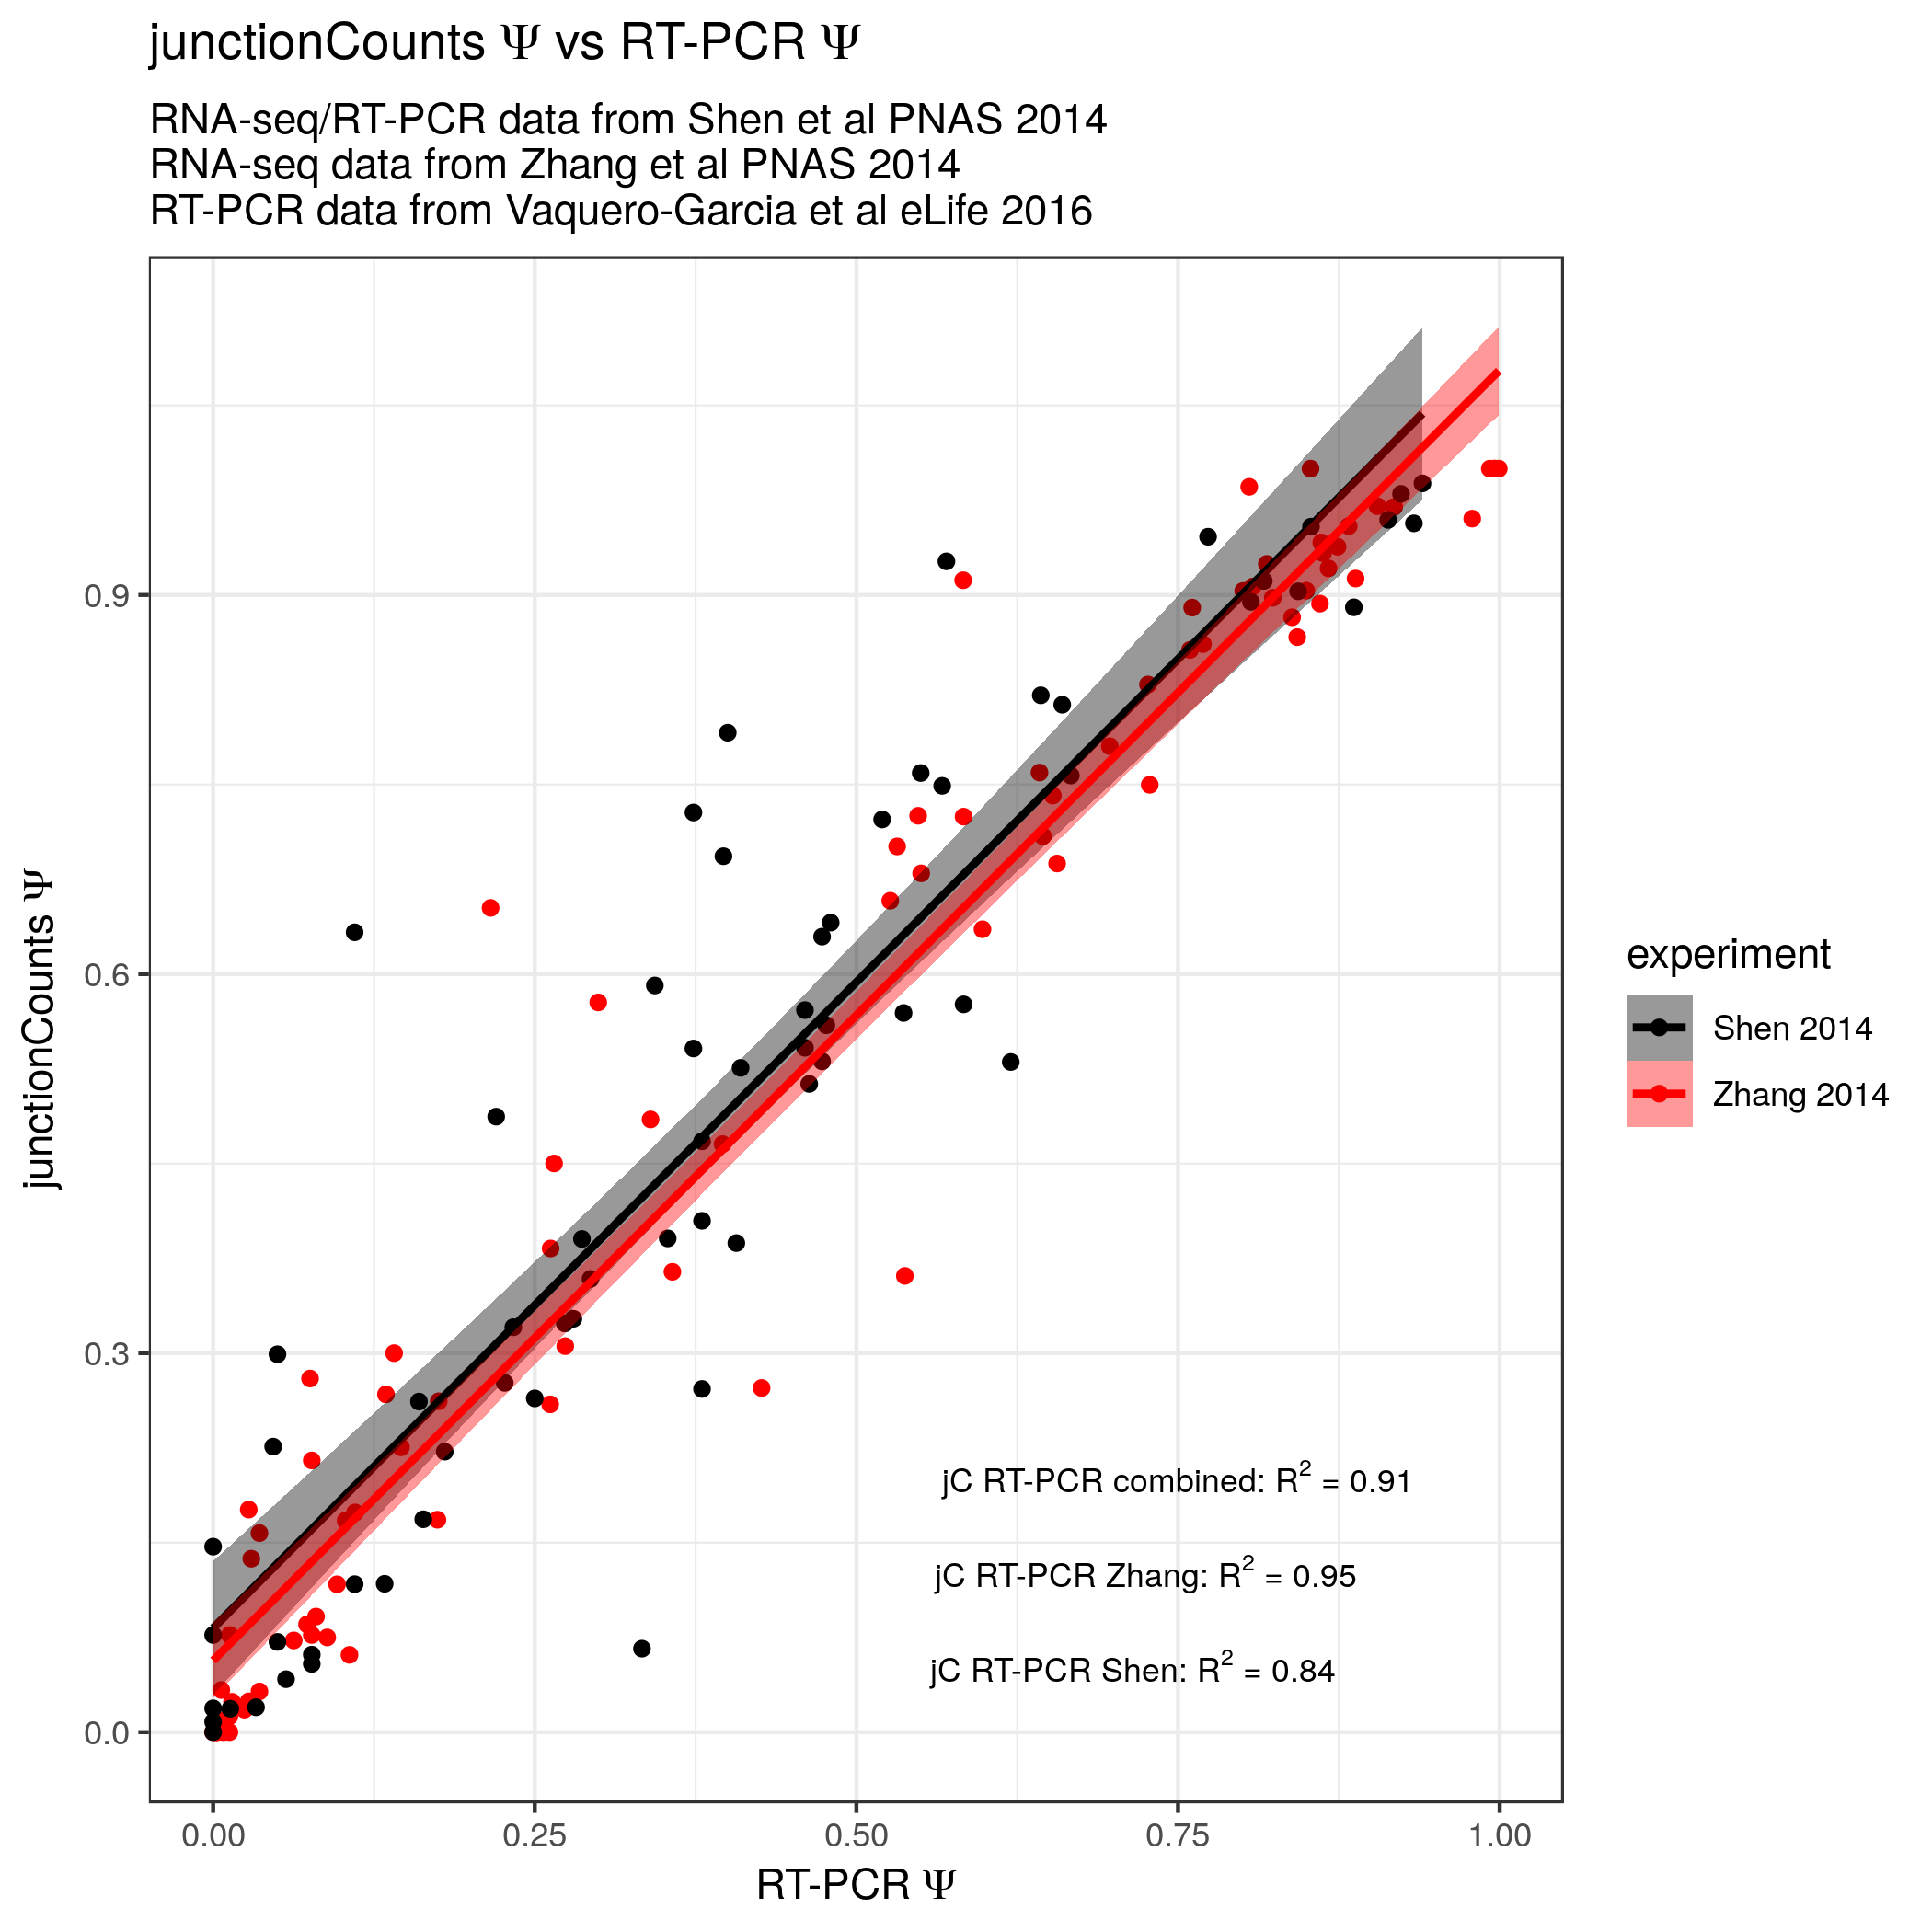 junctionCounts Ψ vs RT-PCR Ψ
RNA-seq/RT-PCR data from Shen et al PNAS 2014
RNA-seq data from Zhang et al PNAS 2014
RT-PCR data from Vaquero-Garcia et al eLife 2016
junctionCounts Ψ
0.9
0.6
0.3
0.0
jC RT-PCR combined: R² = 0.91
jC RT-PCR Zhang: R² = 0.95
jC RT-PCR Shen: R² = 0.84
0.00 0.25 0.50 0.75 1.00
RT-PCR Ψ
experiment
Shen 2014
Zhang 2014